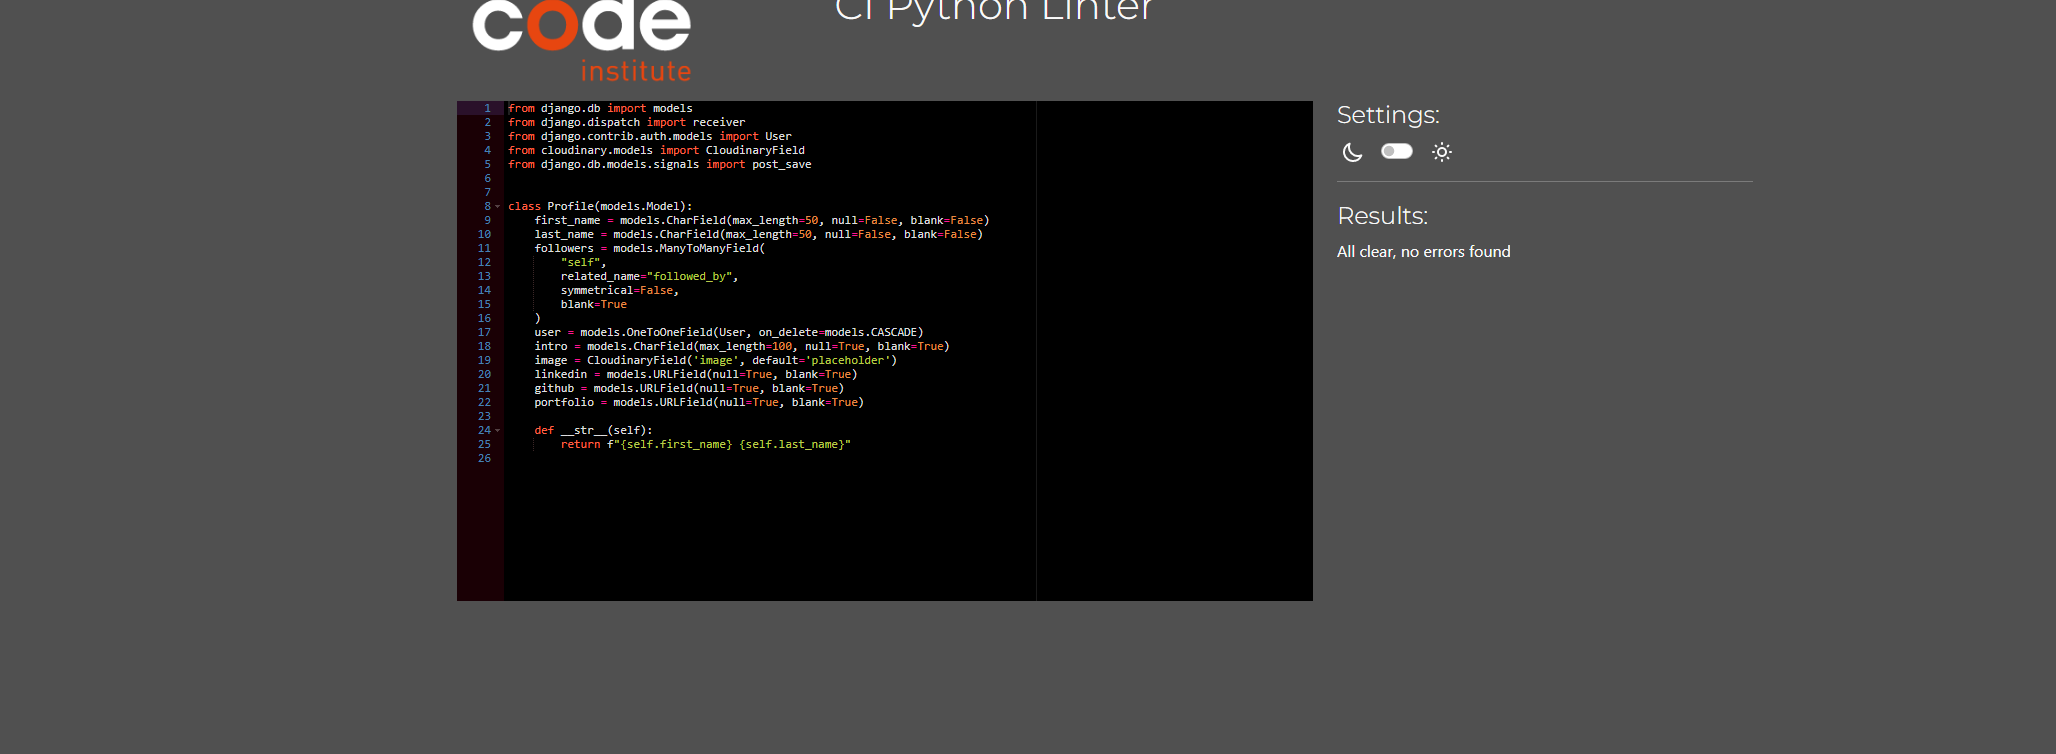 code
institute
CI Python Linter
1 from django.db import models
2 from django.dispatch import receiver
3 from django.contrib.auth.models import User
4 from cloudinary.models import CloudinaryField
5 from django.db.models.signals import post_save
6
7
8 class Profile(models.Model):
9     first_name = models.CharField(max_length=50, null=False, blank=False)
10     last_name = models.CharField(max_length=50, null=False, blank=False)
11     followers = models.ManyToManyField(
12         "self",
13         related_name="followed_by",
14         symmetrical=False,
15         blank=True
16     )
17     user = models.OneToOneField(User, on_delete=models.CASCADE)
18     intro = models.CharField(max_length=100, null=True, blank=True)
19     image = CloudinaryField('image', default='placeholder')
20     linkedin = models.URLField(null=True, blank=True)
21     github = models.URLField(null=True, blank=True)
22     portfolio = models.URLField(null=True, blank=True)
23
24     def __str__(self):
25         return f"{self.first_name} {self.last_name}"
26
Settings:
Results:
All clear, no errors found